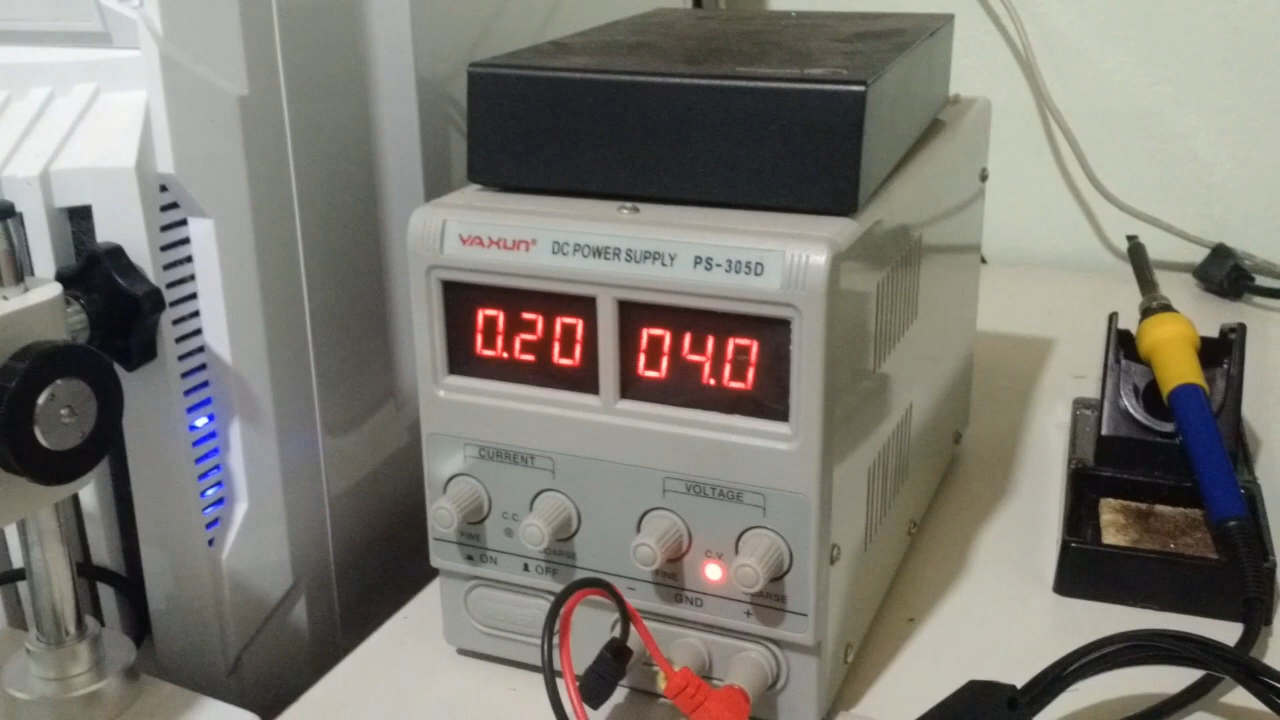 YAXUN® DC POWER SUPPLY PS-305D
0.20 04.0
CURRENT
VOLTAGE
C.C.
FINE
COARSE
C.V
FINE
COARSE
ON OFF
- GND +